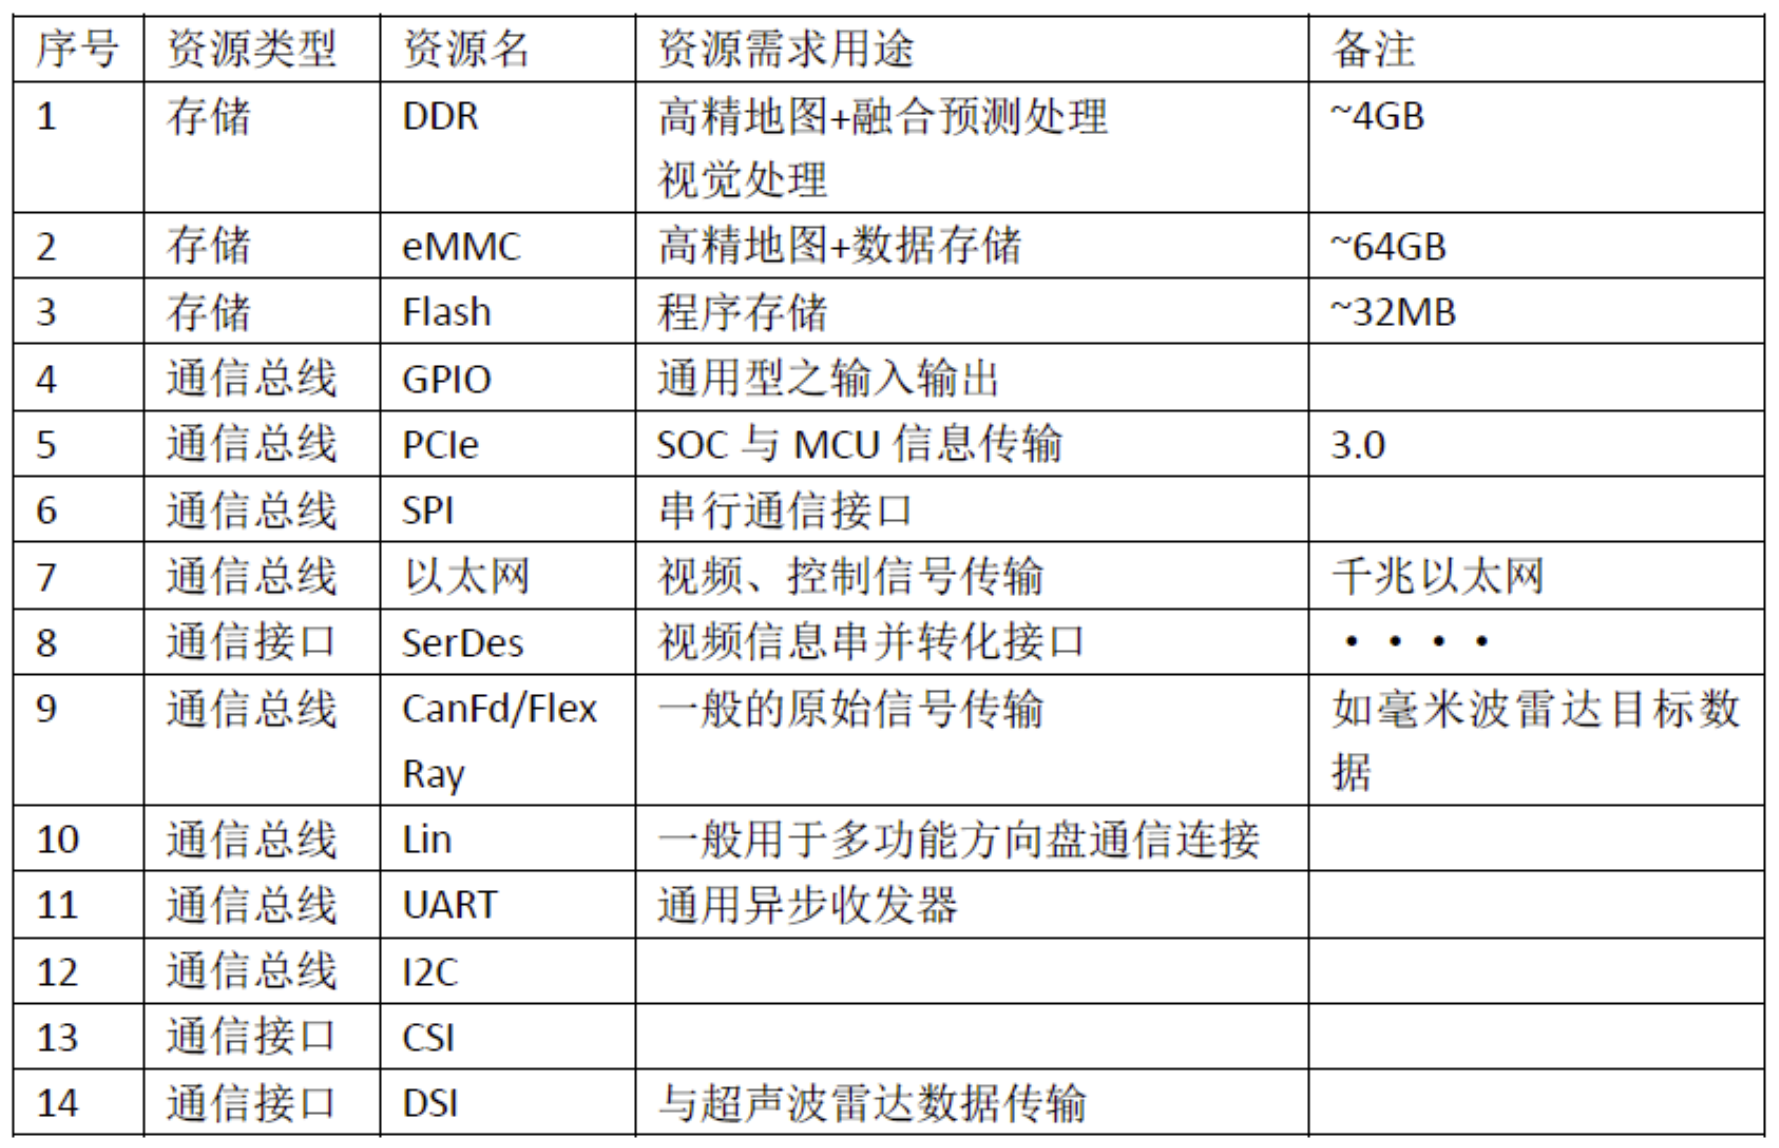 序号 资源类型 资源名 资源需求用途 备注
1 存储 DDR 高精地图+融合预测处理 ~4GB
视觉处理
2 存储 eMMC 高精地图+数据存储 ~64GB
3 存储 Flash 程序存储 ~32MB
4 通信总线 GPIO 通用型之输入输出
5 通信总线 PCIe SOC 与 MCU 信息传输 3.0
6 通信总线 SPI 串行通信接口
7 通信总线 以太网 视频、控制信号传输 千兆以太网
8 通信接口 SerDes 视频信息串并转化接口 ····
9 通信总线 CanFd/Flex 一般的原始信号传输 如毫米波雷达目标数
Ray 据
10 通信总线 Lin 一般用于多功能方向盘通信连接
11 通信总线 UART 通用异步收发器
12 通信总线 I2C
13 通信接口 CSI
14 通信接口 DSI 与超声波雷达数据传输